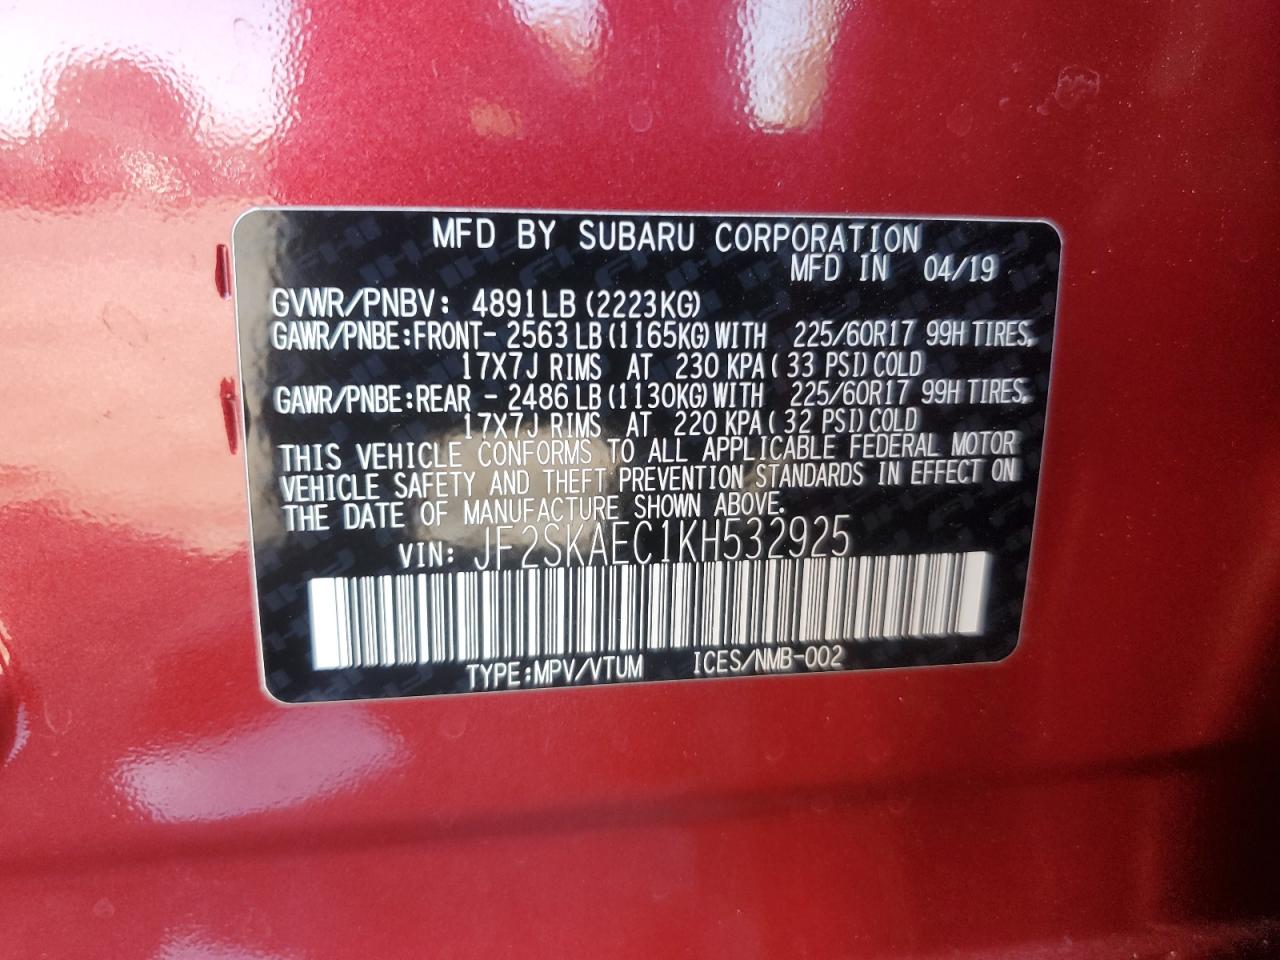 MFD BY SUBARU CORPORATION
MFD IN 04/19
GVWR/PNBV: 4891LB (2223KG)
GAWR/PNBE:FRONT- 2563 LB (1165KG) WITH 225/60R17 99H TIRES,
17X7J RIMS AT 230 KPA ( 33 PSI) COLD
GAWR/PNBE:REAR - 2486 LB (1130KG) WITH 225/60R17 99H TIRES,
17X7J RIMS AT 220 KPA ( 32 PSI) COLD
THIS VEHICLE CONFORMS TO ALL APPLICABLE FEDERAL MOTOR
VEHICLE SAFETY AND THEFT PREVENTION STANDARDS IN EFFECT ON
THE DATE OF MANUFACTURE SHOWN ABOVE.
VIN: JF2SKAEC1KH532925
TYPE:MPV/VTUM ICES/NMB-002